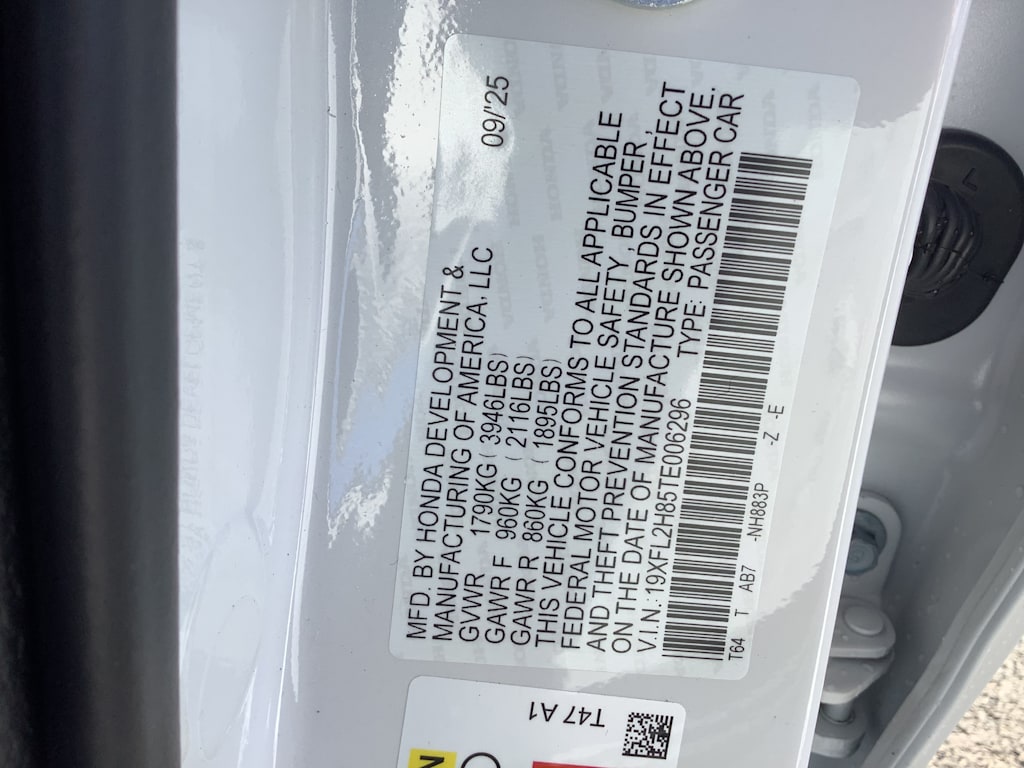 MFD. BY HONDA DEVELOPMENT &
MANUFACTURING OF AMERICA, LLC 09/'25
GVWR 1790KG ( 3946LBS)
GAWR F 960KG ( 2116LBS)
GAWR R 860KG ( 1895LBS)
THIS VEHICLE CONFORMS TO ALL APPLICABLE
FEDERAL MOTOR VEHICLE SAFETY, BUMPER,
AND THEFT PREVENTION STANDARDS, IN EFFECT
ON THE DATE OF MANUFACTURE SHOWN ABOVE.
V.I.N.:19XFL2H85TE006296 TYPE: PASSENGER CAR
T64 T AB7 -NH883P -Z -E
T47 A1
N
L